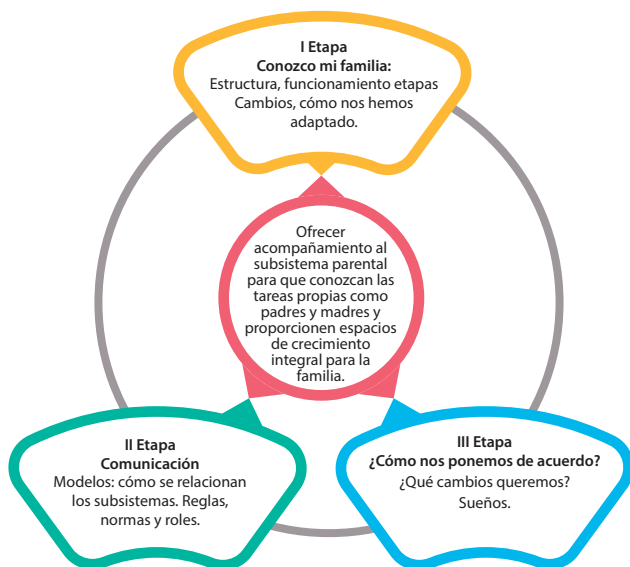 I Etapa
Conozco mi familia:
Estructura, funcionamiento etapas
Cambios, cómo nos hemos
adaptado.
Ofrecer
acompañamiento al
subsistema parental
para que conozcan las
tareas propias como
padres y madres y
proporcionen espacios
de crecimiento
integral para la
familia.
II Etapa
Comunicación
Modelos: cómo se relacionan
los subsistemas. Reglas,
normas y roles.
III Etapa
¿Cómo nos ponemos de acuerdo?
¿Qué cambios queremos?
Sueños.